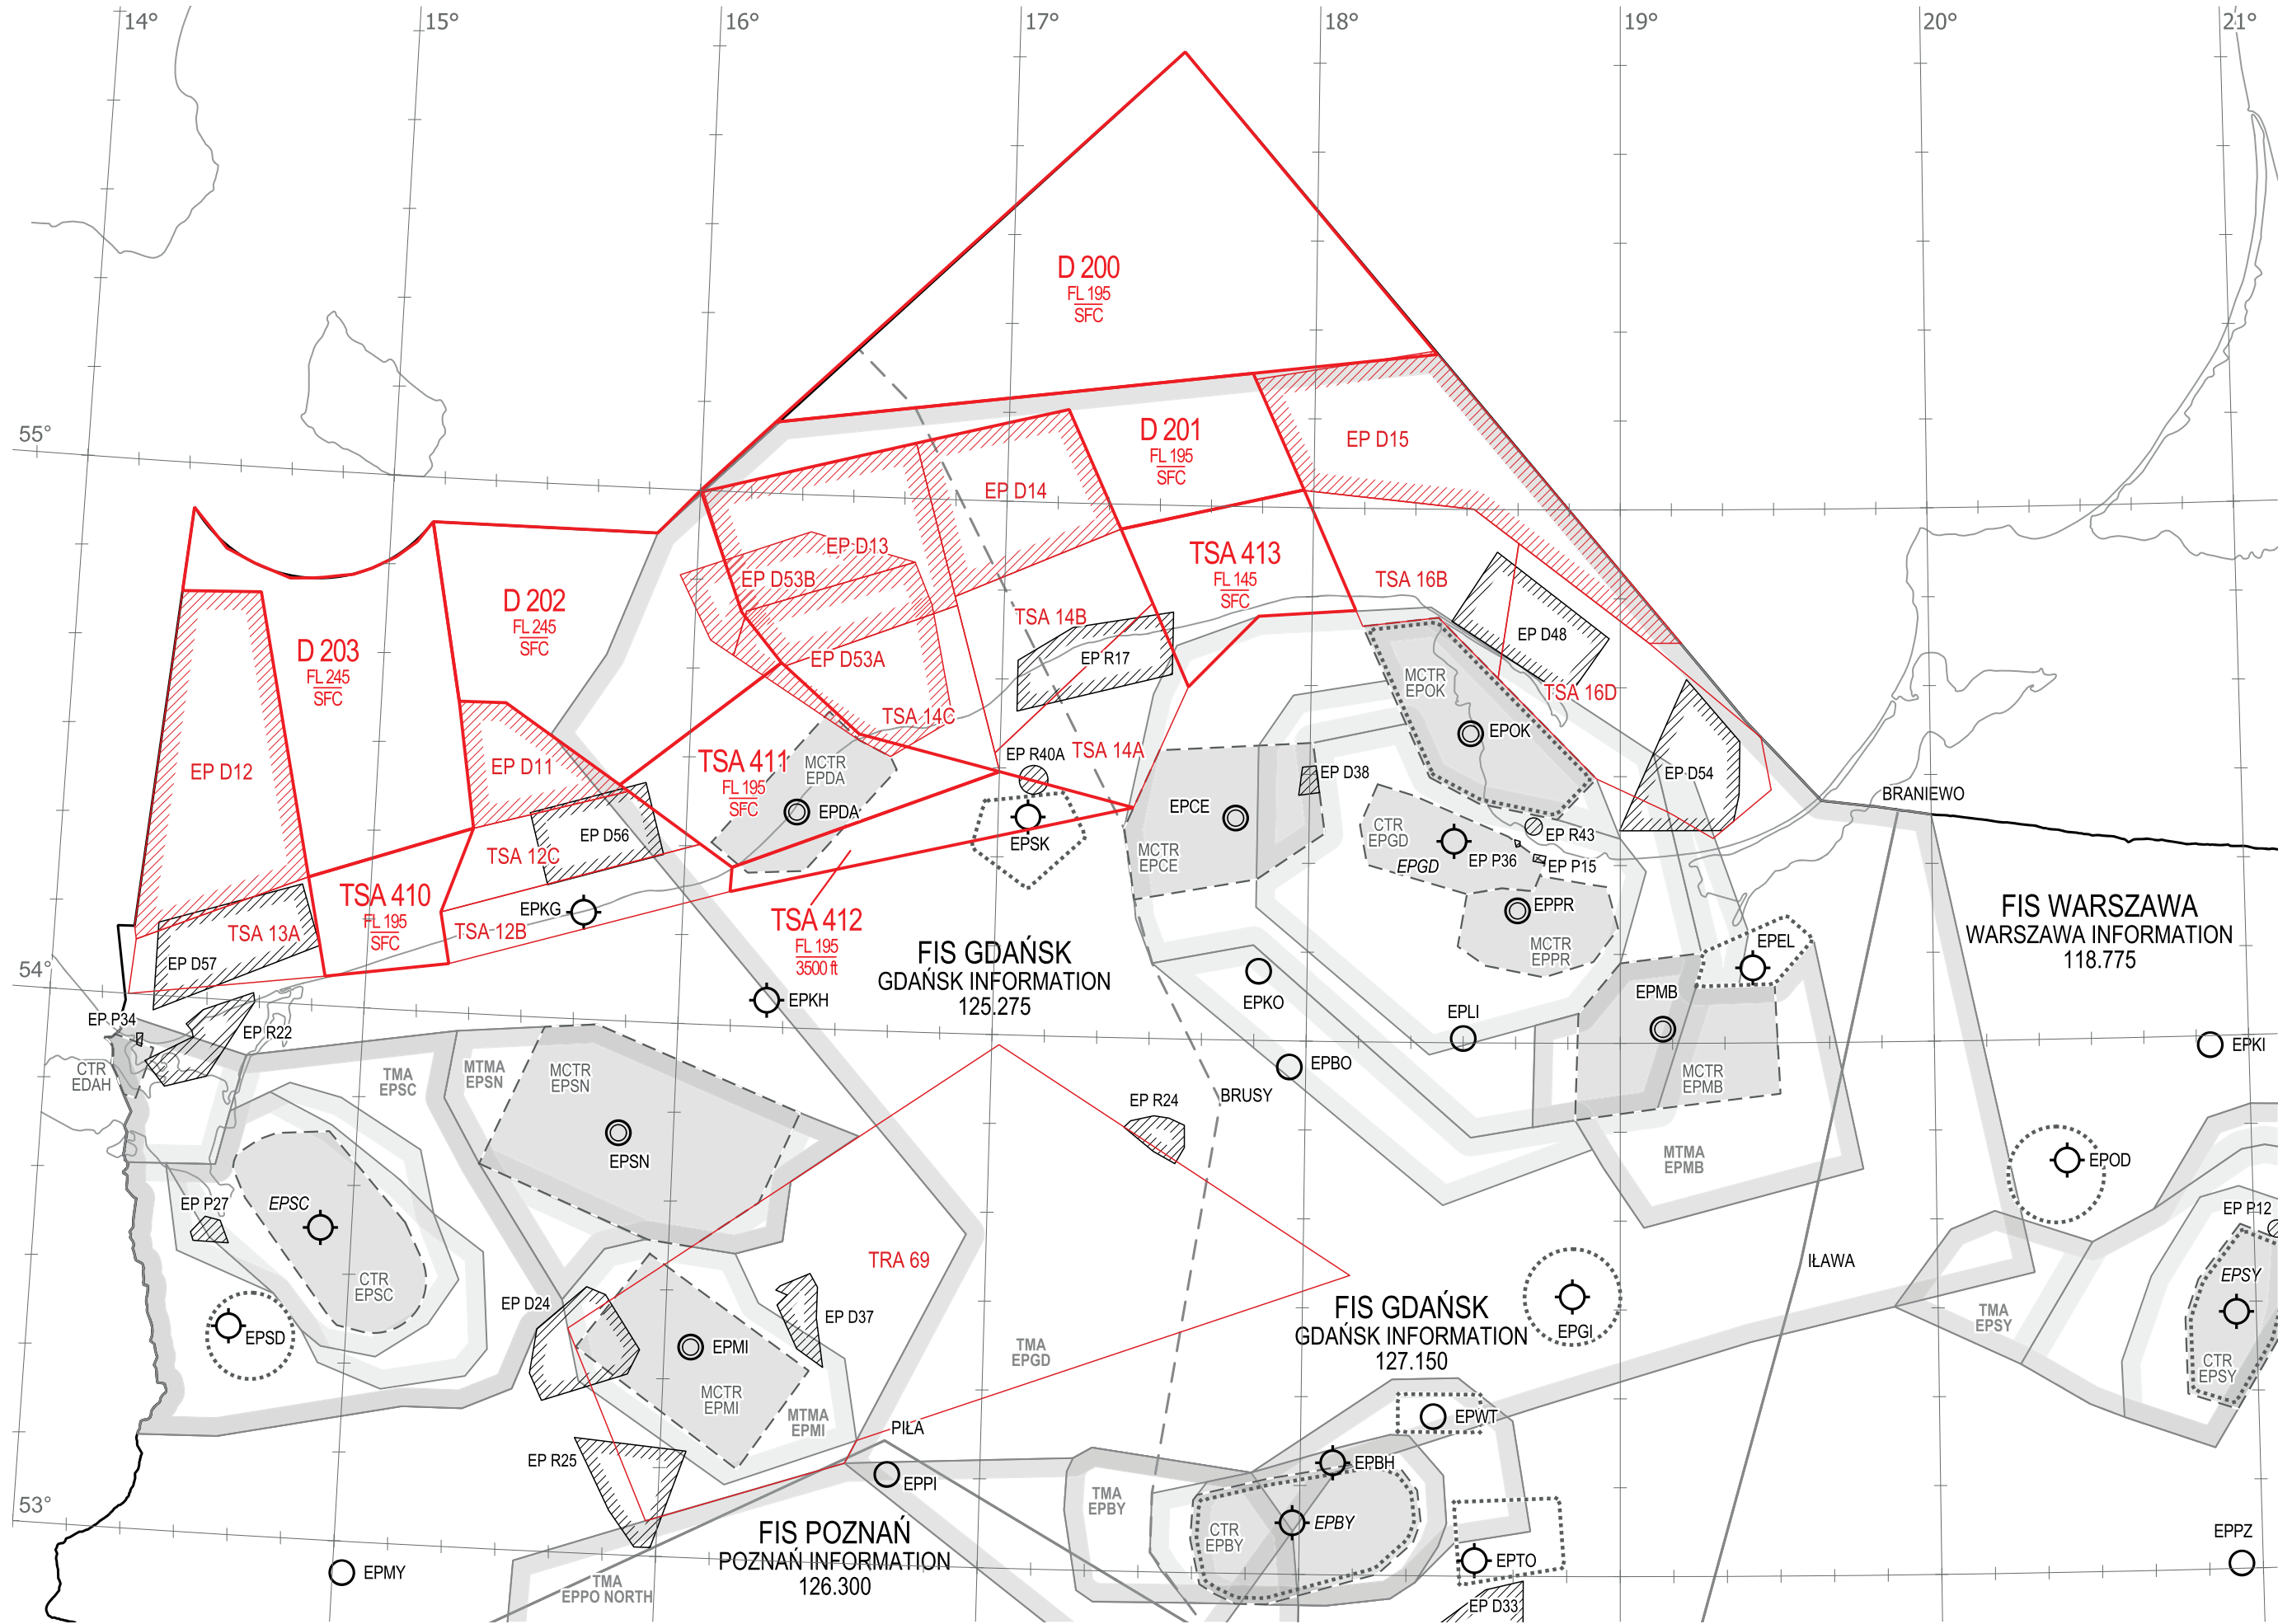 14°
15°
16°
17°
18°
19°
20°
21°
D 200
FL 195
SFC
55°
D 201
FL 195
SFC
EP D15
EP D14
EP D13
EP D53B
TSA 413
FL 145
SFC
TSA 16B
D 202
FL 245
SFC
TSA 14B
EP D48
D 203
FL 245
SFC
EP D53A
EP R17
MCTR
EPOK
TSA 16D
TSA 14C
EPOK
EP D12
EP D11
TSA 411
FL 195
SFC
MCTR
EPDA
EP R40A
TSA 14A
EP D38
EP D54
BRANIEWO
EPDA
EPCE
EPSK
EP D56
CTR
EPGD
EP R43
TSA 12C
MCTR
EPCE
EPGD
EP P36
EP P15
TSA 410
FL 195
SFC
EPKG
TSA 412
FL 195
3500 ft
EPPR
FIS WARSZAWA
WARSZAWA INFORMATION
118.775
TSA 13A
TSA 12B
FIS GDAŃSK
GDAŃSK INFORMATION
125.275
MCTR
EPPR
EPEL
EP D57
54°
EPKH
EPKO
EPMB
EP P34
EP R22
EPLI
EPKI
CTR
EDAH
TMA
EPSC
MTMA
EPSN
MCTR
EPSN
EPBO
MCTR
EPMB
BRUSY
EP R24
EPSN
MTMA
EPMB
EPOD
EP P27
EPSC
EP P12
TRA 69
IŁAWA
CTR
EPSC
EPSY
EP D24
EP D37
FIS GDAŃSK
GDAŃSK INFORMATION
127.150
EPGI
TMA
EPSY
EPSD
EPMI
TMA
EPGD
CTR
EPSY
MCTR
EPMI
MTMA
EPMI
EPWT
PIŁA
EP R25
EPBH
EPPI
53°
TMA
EPBY
CTR
EPBY
EPBY
FIS POZNAŃ
POZNAŃ INFORMATION
126.300
EPTO
EPPZ
EPMY
TMA
EPPO NORTH
EP D33